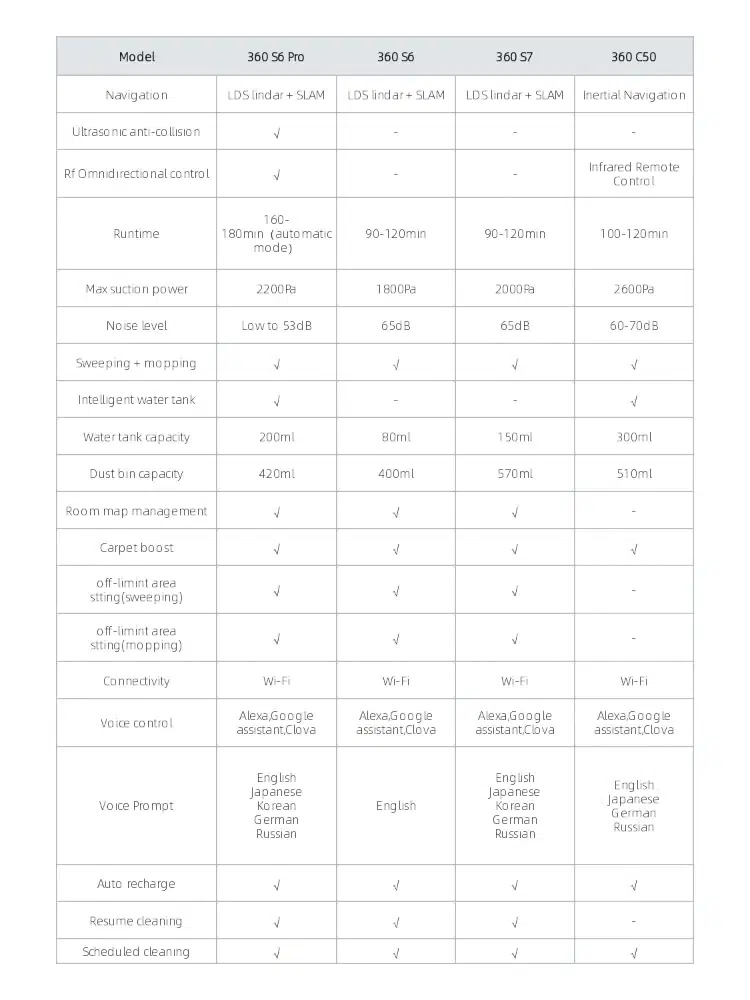 Model 360 S6 Pro 360 S6 360 S7 360 C50
Navigation LDS lindar + SLAM LDS lindar + SLAM LDS lindar + SLAM Inertial Navigation
Ultrasonic anti-collision √ - - -
Rf Omnidirectional control √ - - Infrared Remote
Control
Runtime 160-
180min (automatic
mode) 90-120min 90-120min 100-120min
Max suction power 2200Pa 1800Pa 2000Pa 2600Pa
Noise level Low to 53dB 65dB 65dB 60-70dB
Sweeping + mopping √ √ √ √
Intelligent water tank √ - - √
Water tank capacity 200ml 80ml 150ml 300ml
Dust bin capacity 420ml 400ml 570ml 510ml
Room map management √ √ √ -
Carpet boost √ √ √ √
off-limint area
stting(sweeping) √ √ √ -
off-limint area
stting(mopping) √ √ √ -
Connectivity Wi-Fi Wi-Fi Wi-Fi Wi-Fi
Voice control Alexa,Google
assistant,Clova Alexa,Google
assistant,Clova Alexa,Google
assistant,Clova Alexa,Google
assistant,Clova
Voice Prompt English
Japanese
Korean
German
Russian English English
Japanese
Korean
German
Russian English
Japanese
German
Russian
Auto recharge √ √ √ √
Resume cleaning √ √ √ -
Scheduled cleaning √ √ √ √